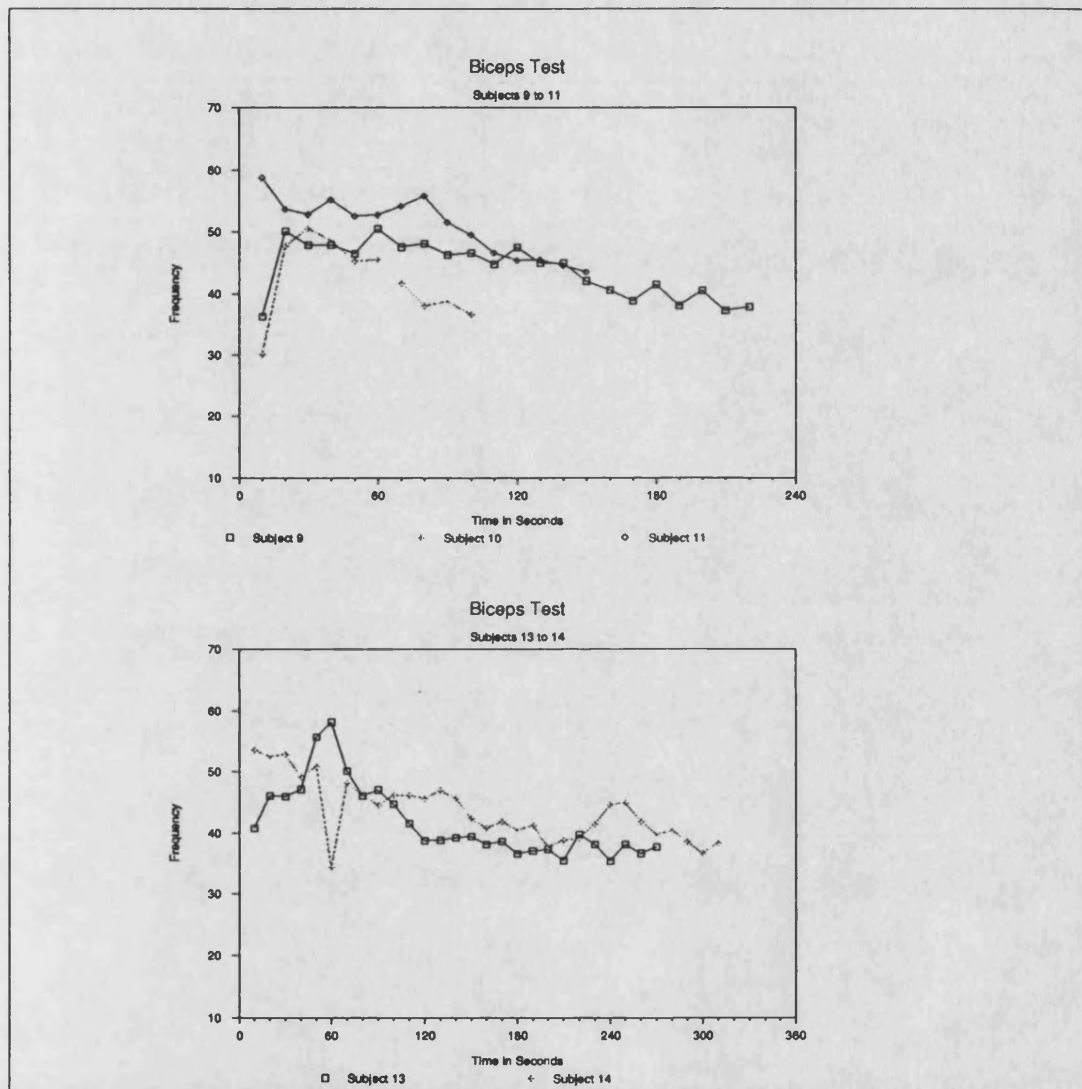 Biceps Test
Subjects 9 to 11
70
60
50
40
30
20
10
Frequency
0 60 120 180 240
Time in Seconds
Subject 9 Subject 10 Subject 11
Biceps Test
Subjects 13 to 14
70
60
50
40
30
20
10
Frequency
0 60 120 180 240 300 360
Time in Seconds
Subject 13 Subject 14